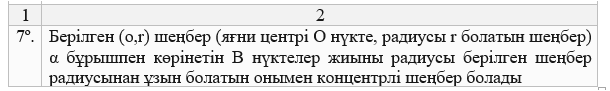 1 2
7º. Берілген (o,r) шеңбер (яғни центрі O нүкте, радиусы r болатын шеңбер)
α бұрышпен көрінетін B нүктелер жиыны радиусы берілген шеңбер
радиусынан ұзын болатын онымен концентрлі шеңбер болады